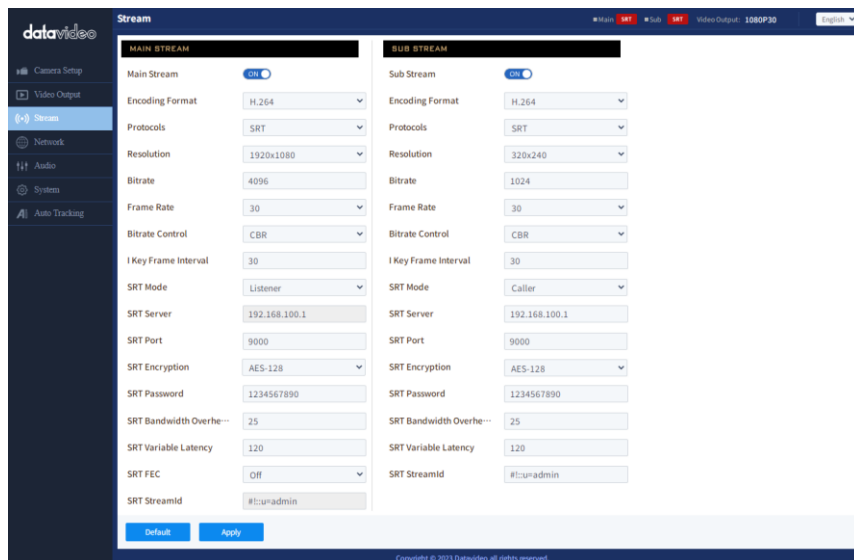 datavideo
Stream
Main SRT Sub SRT Video Output: 1080P30 English
Camera Setup
Video Output
Stream
Network
Audio
System
Auto Tracking
MAIN STREAM
Main Stream ON
Encoding Format H.264
Protocols SRT
Resolution 1920x1080
Bitrate 4096
Frame Rate 30
Bitrate Control CBR
I Key Frame Interval 30
SRT Mode Listener
SRT Server 192.168.100.1
SRT Port 9000
SRT Encryption AES-128
SRT Password 1234567890
SRT Bandwidth Overhe··· 25
SRT Variable Latency 120
SRT FEC Off
SRT StreamId #!::u=admin
SUB STREAM
Sub Stream ON
Encoding Format H.264
Protocols SRT
Resolution 320x240
Bitrate 1024
Frame Rate 30
Bitrate Control CBR
I Key Frame Interval 30
SRT Mode Caller
SRT Server 192.168.100.1
SRT Port 9000
SRT Encryption AES-128
SRT Password 1234567890
SRT Bandwidth Overhe··· 25
SRT Variable Latency 120
SRT StreamId #!::u=admin
Default Apply
Copyright © 2023 Datavideo all rights reserved